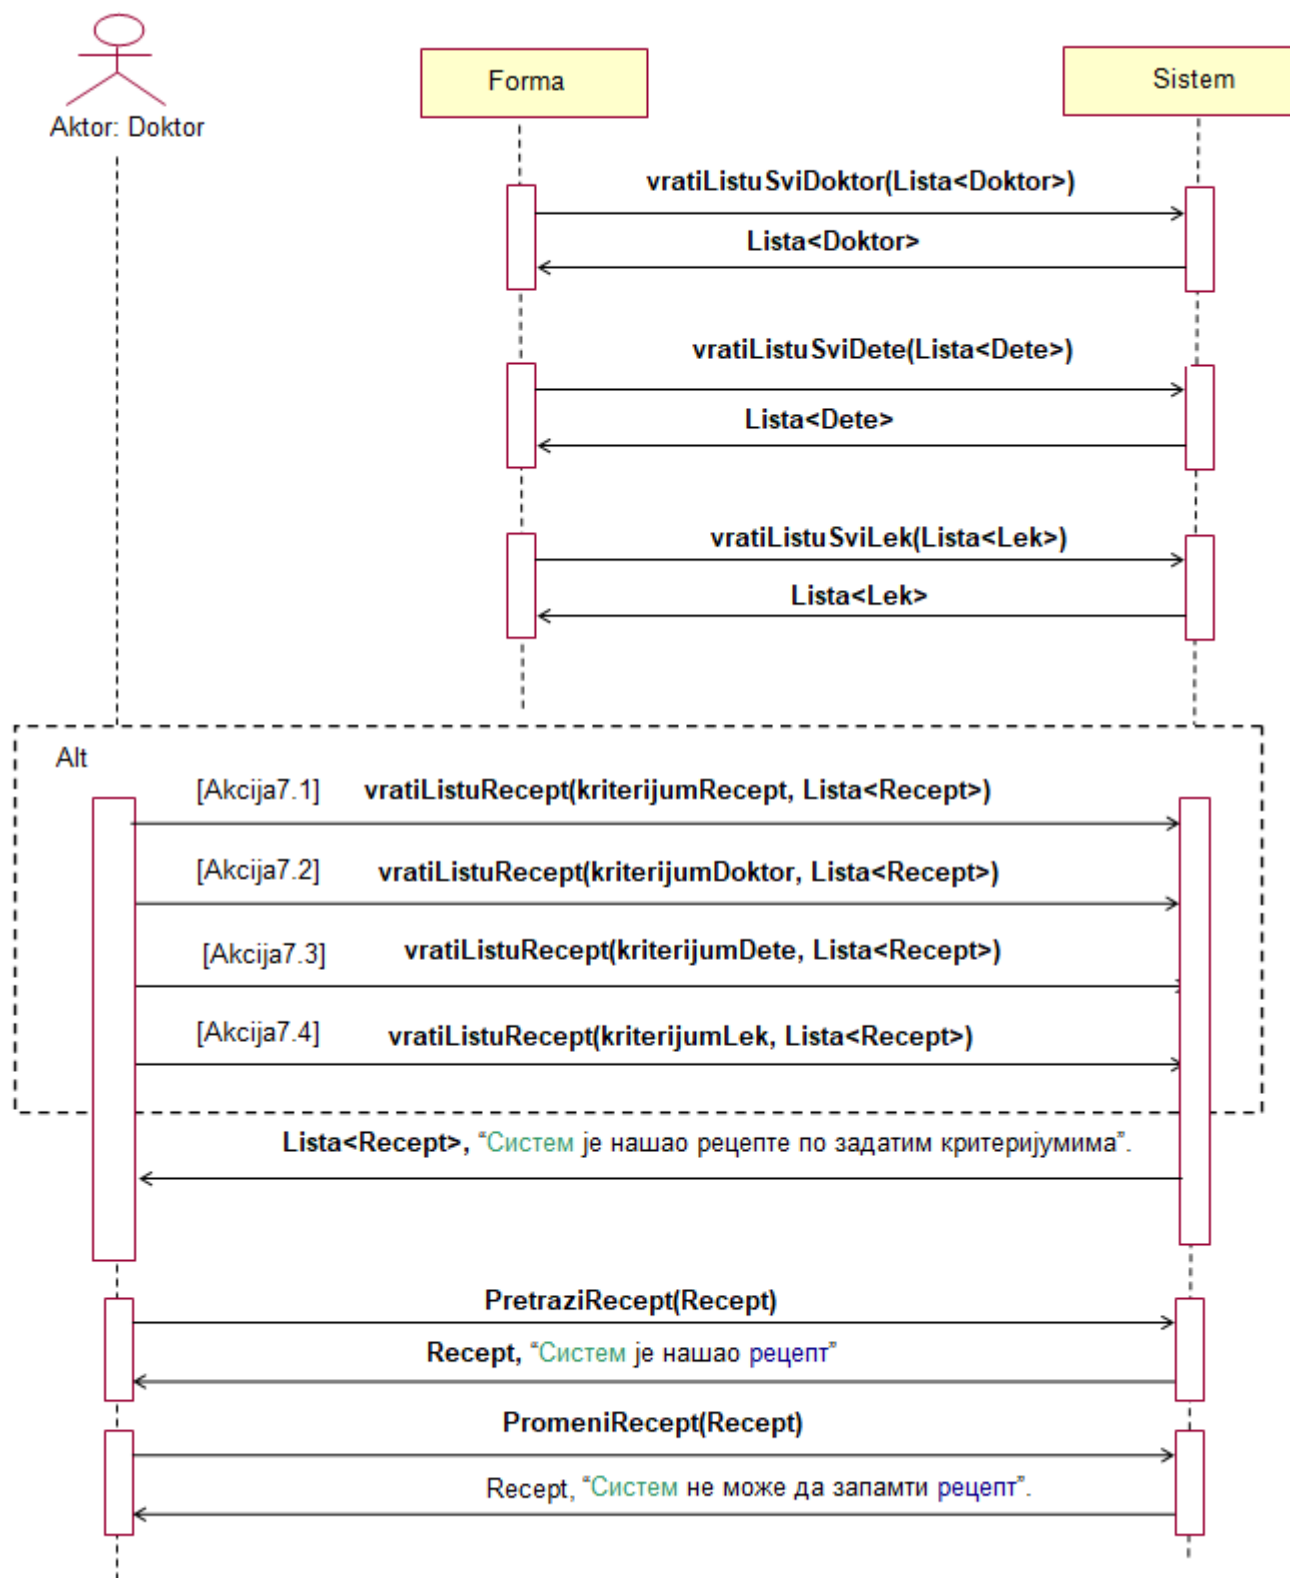 Aktor: Doktor
Forma
Sistem
vratiListuSviDoktor(Lista<Doktor>)
Lista<Doktor>
vratiListuSviDete(Lista<Dete>)
Lista<Dete>
vratiListuSviLek(Lista<Lek>)
Lista<Lek>
Alt
[Akcija7.1] vratiListuRecept(kriterijumRecept, Lista<Recept>)
[Akcija7.2] vratiListuRecept(kriterijumDoktor, Lista<Recept>)
[Akcija7.3] vratiListuRecept(kriterijumDete, Lista<Recept>)
[Akcija7.4] vratiListuRecept(kriterijumLek, Lista<Recept>)
Lista<Recept>, “Систем је нашао рецепте по задатим критеријумима”.
PretraziRecept(Recept)
Recept, “Систем је нашао рецепт”
PromeniRecept(Recept)
Recept, “Систем не може да запамти рецепт”.